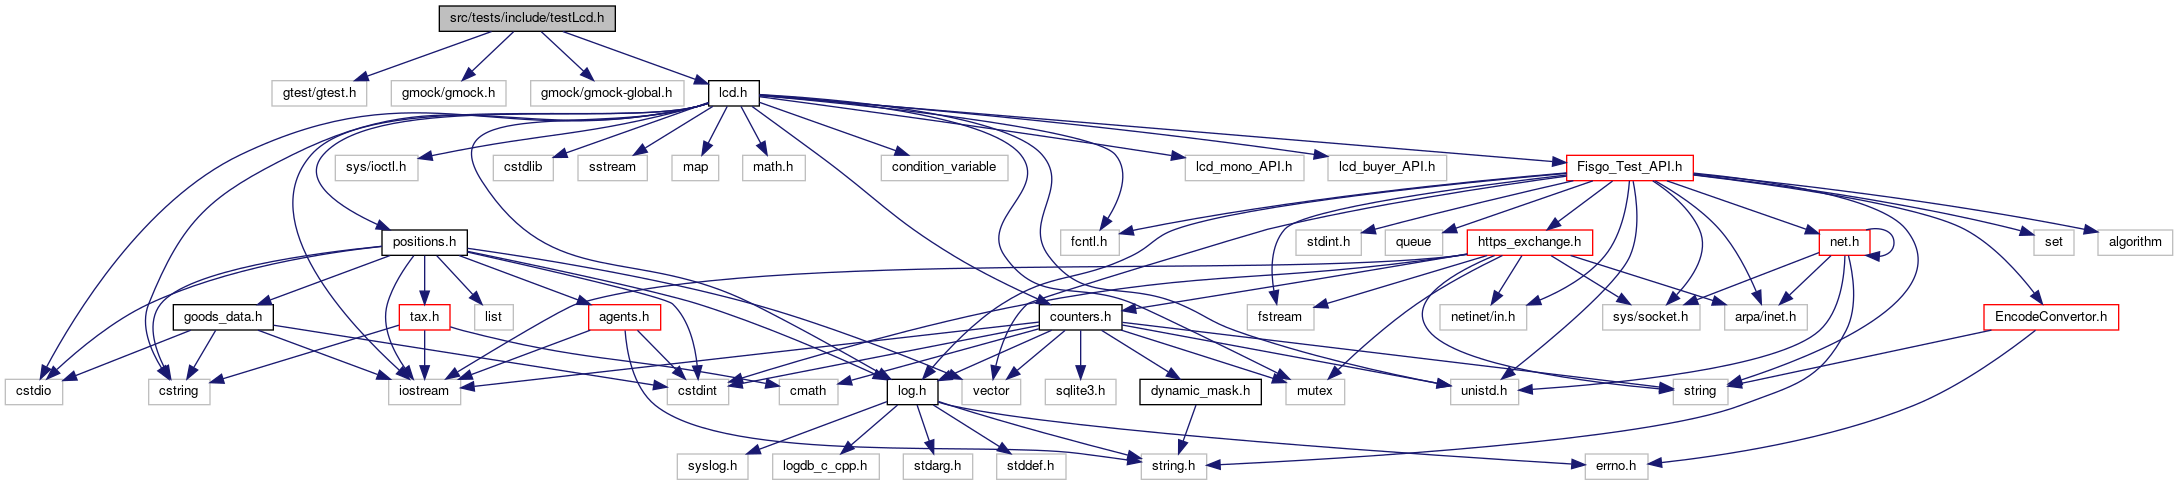 src/tests/include/testLcd.h
gtest/gtest.h
gmock/gmock.h
gmock/gmock-global.h
lcd.h
sys/ioctl.h
cstdlib
sstream
map
math.h
condition_variable
lcd_mono_API.h
lcd_buyer_API.h
Fisgo_Test_API.h
positions.h
fcntl.h
stdint.h
queue
https_exchange.h
net.h
set
algorithm
goods_data.h
tax.h
list
agents.h
counters.h
fstream
netinet/in.h
sys/socket.h
arpa/inet.h
EncodeConvertor.h
cstdio
cstring
iostream
cstdint
cmath
log.h
vector
sqlite3.h
dynamic_mask.h
mutex
unistd.h
string
syslog.h
logdb_c_cpp.h
stdarg.h
stddef.h
string.h
errno.h